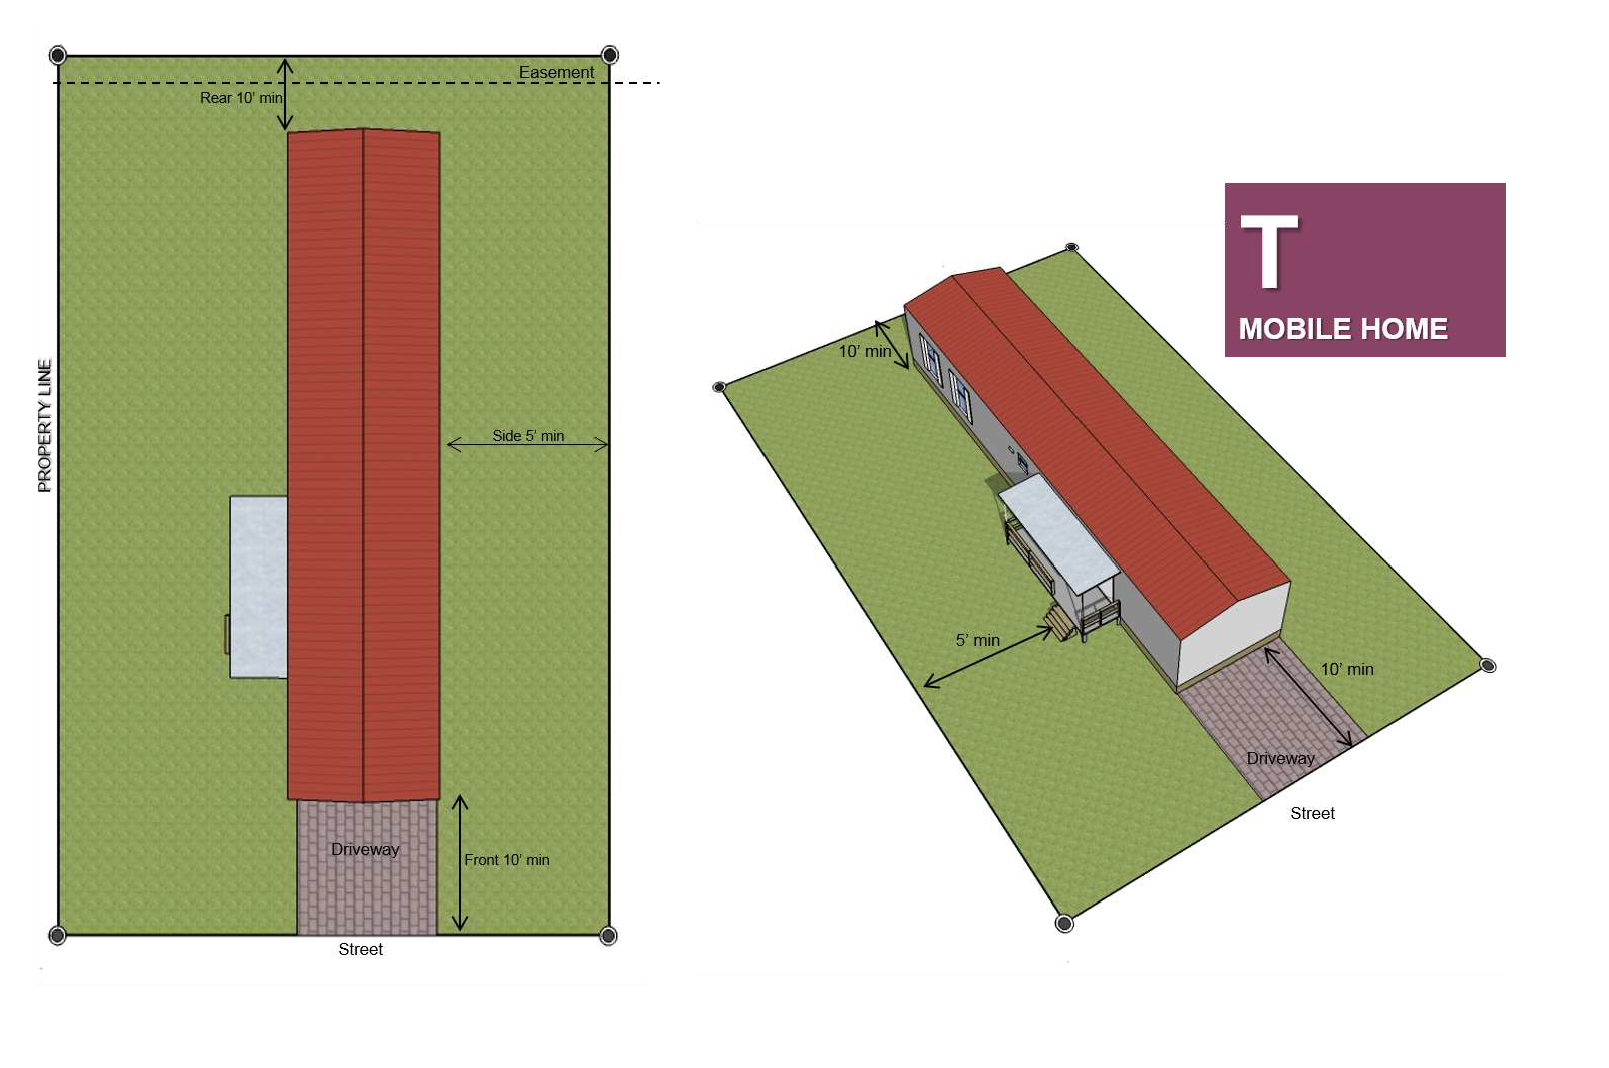 Easement
Rear 10’ min
PROPERTY LINE
Side 5’ min
Driveway
Front 10’ min
Street
T
MOBILE HOME
10’ min
5’ min
10’ min
Driveway
Street